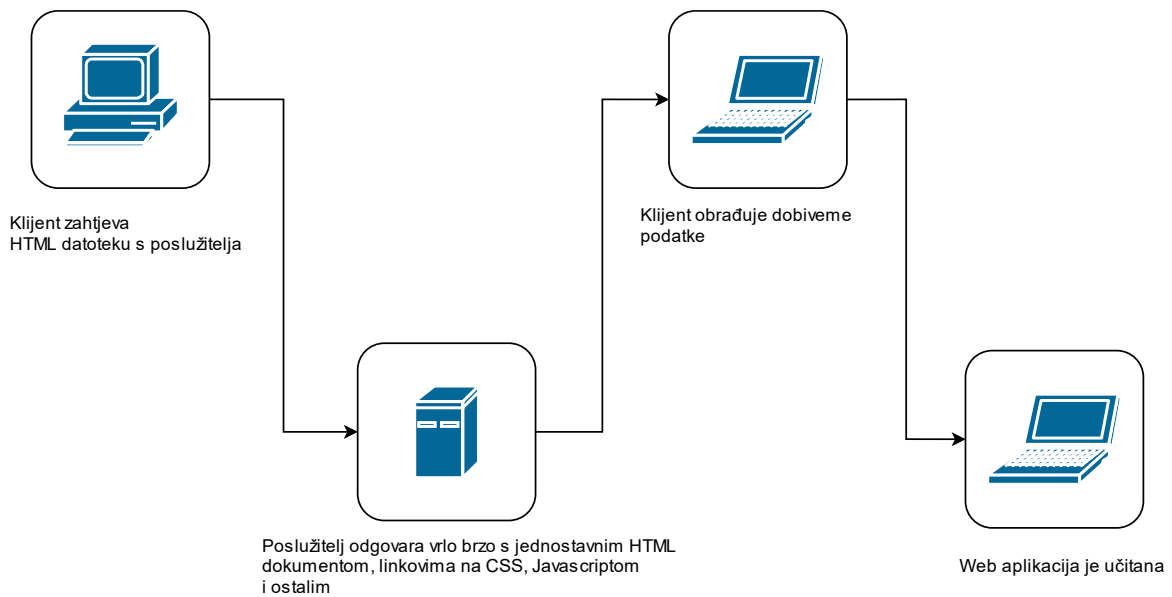 Klijent zahtjeva
HTML datoteku s poslužitelja
Klijent obrađuje dobiveme
podatke
Poslužitelj odgovara vrlo brzo s jednostavnim HTML
dokumentom, linkovima na CSS, Javascriptom
i ostalim
Web aplikacija je učitana